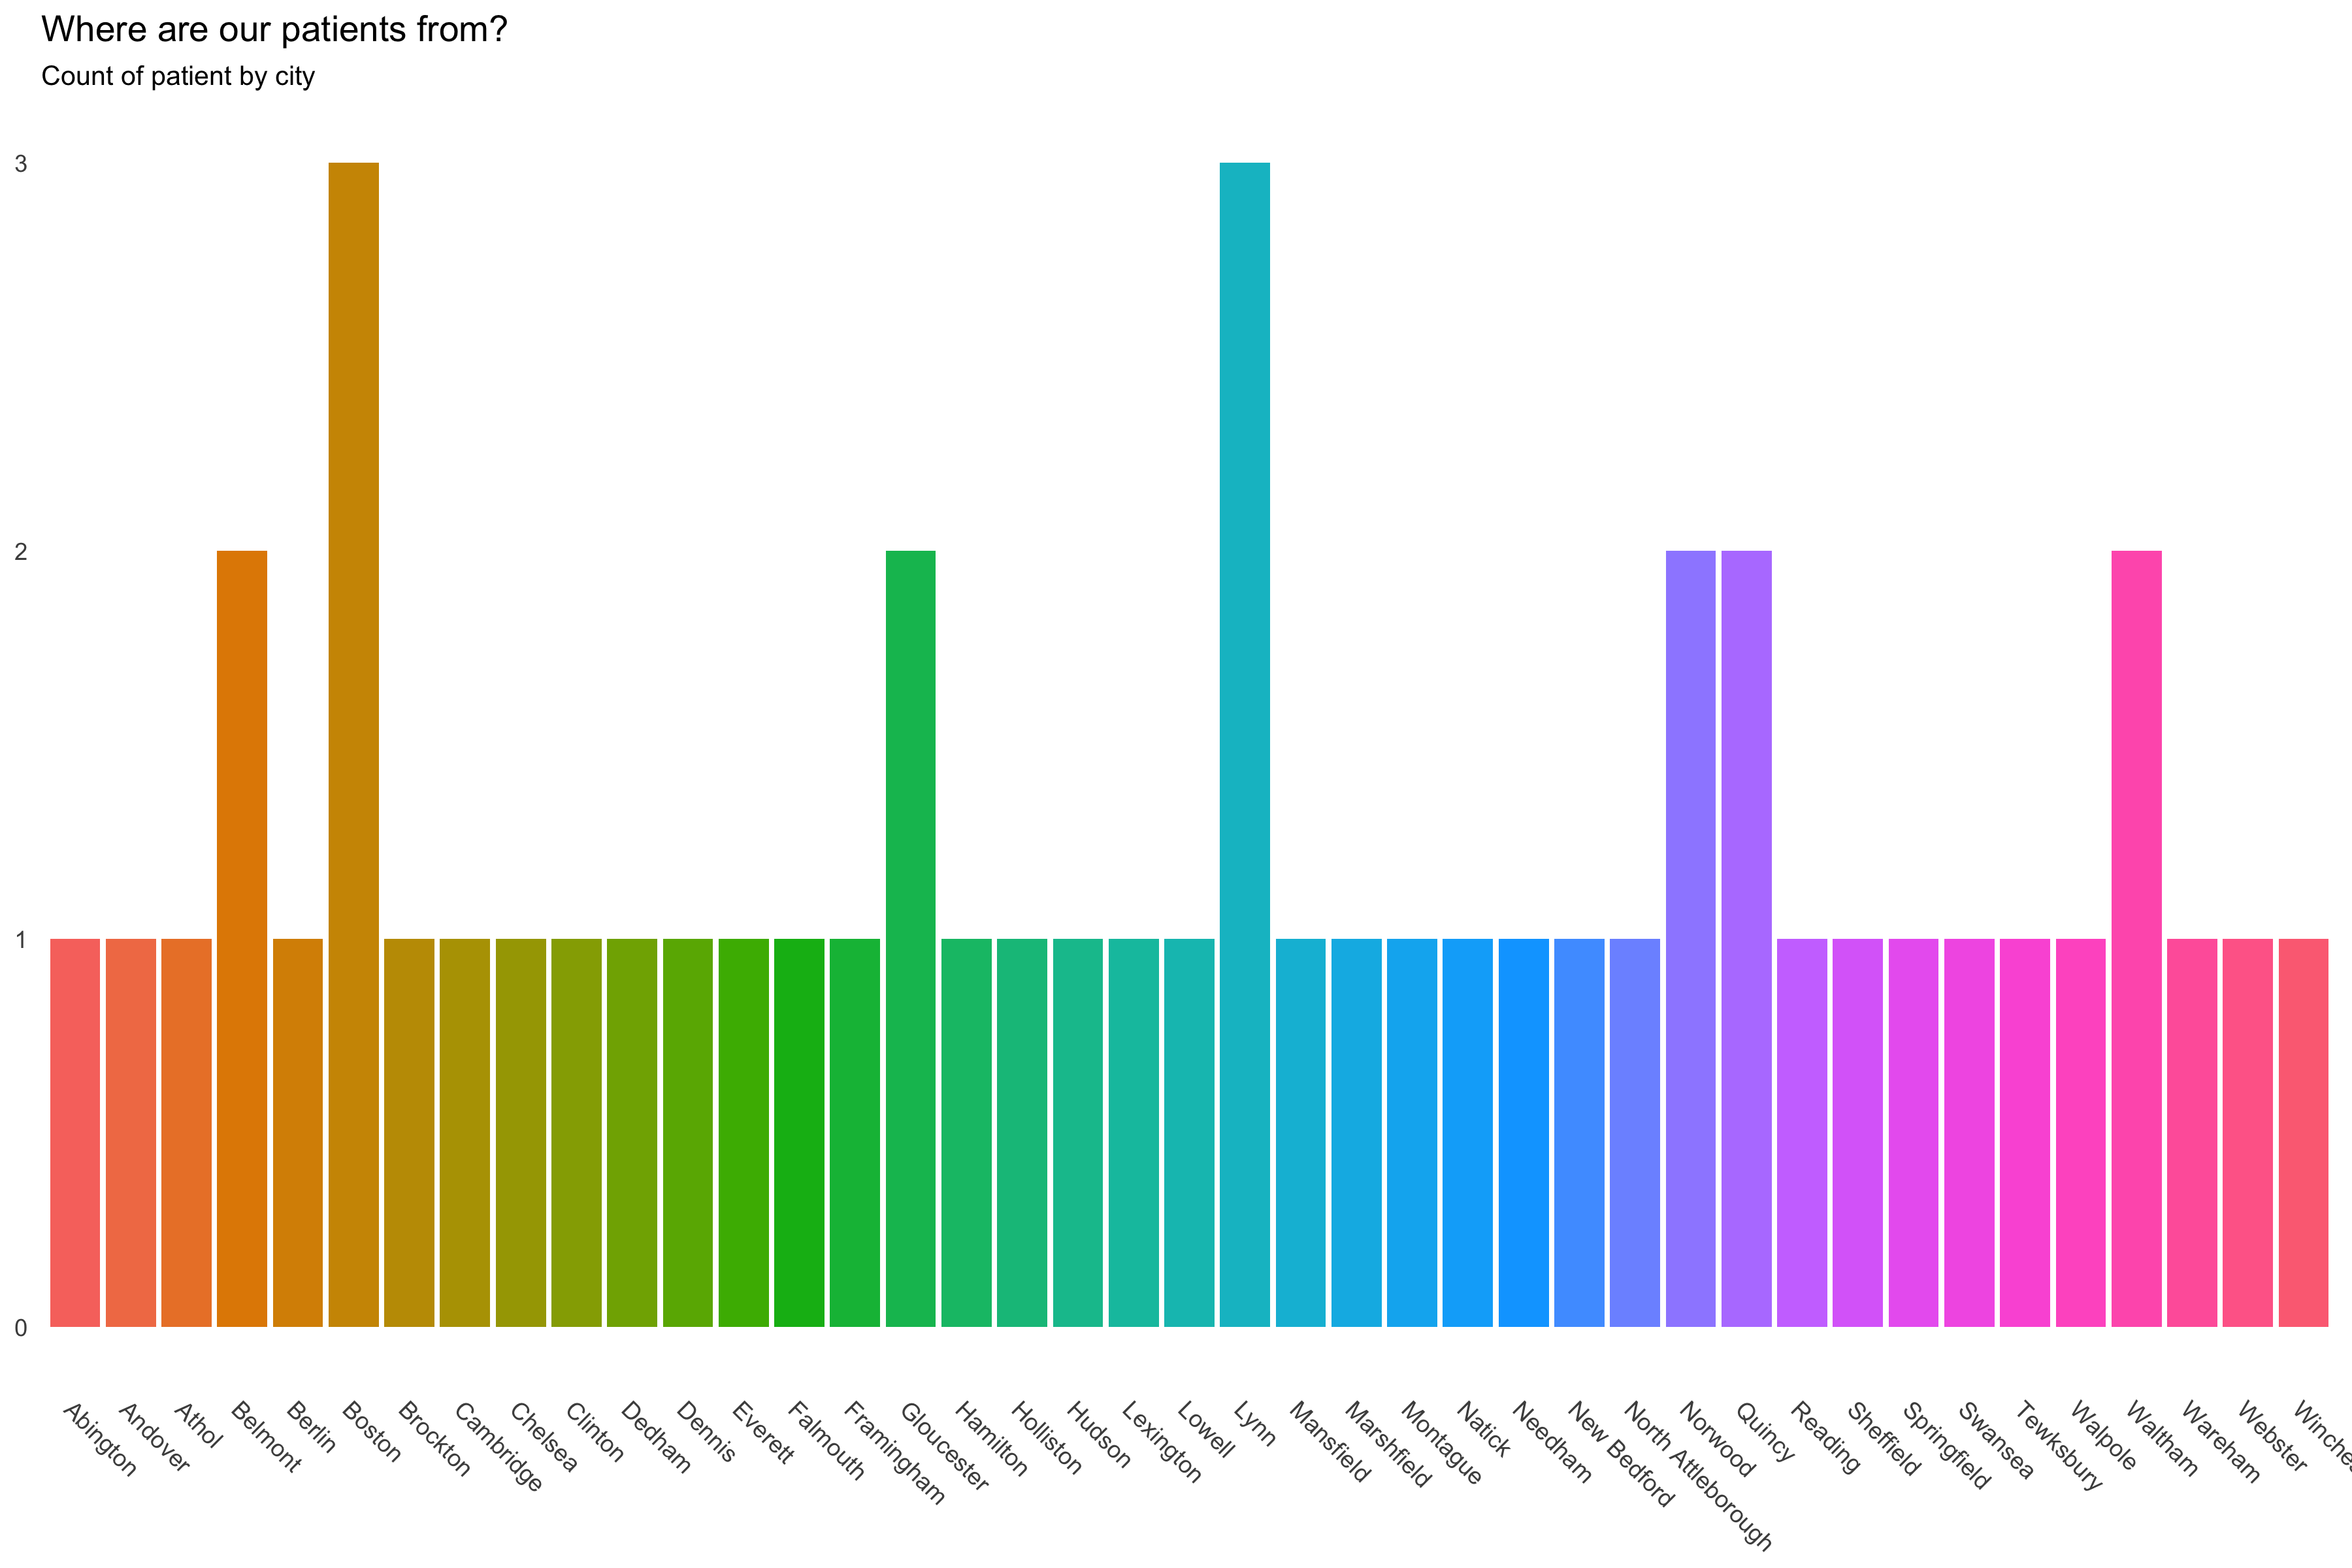 Where are our patients from?
Count of patient by city
3
2
1
0
Abington
Andover
Athol
Belmont
Berlin
Boston
Brockton
Cambridge
Chelsea
Clinton
Dedham
Dennis
Everett
Falmouth
Framingham
Gloucester
Hamilton
Holliston
Hudson
Lexington
Lowell
Lynn
Mansfield
Marshfield
Montague
Natick
Needham
New Bedford
North Attleborough
Norwood
Quincy
Reading
Sheffield
Springfield
Swansea
Tewksbury
Walpole
Waltham
Wareham
Webster